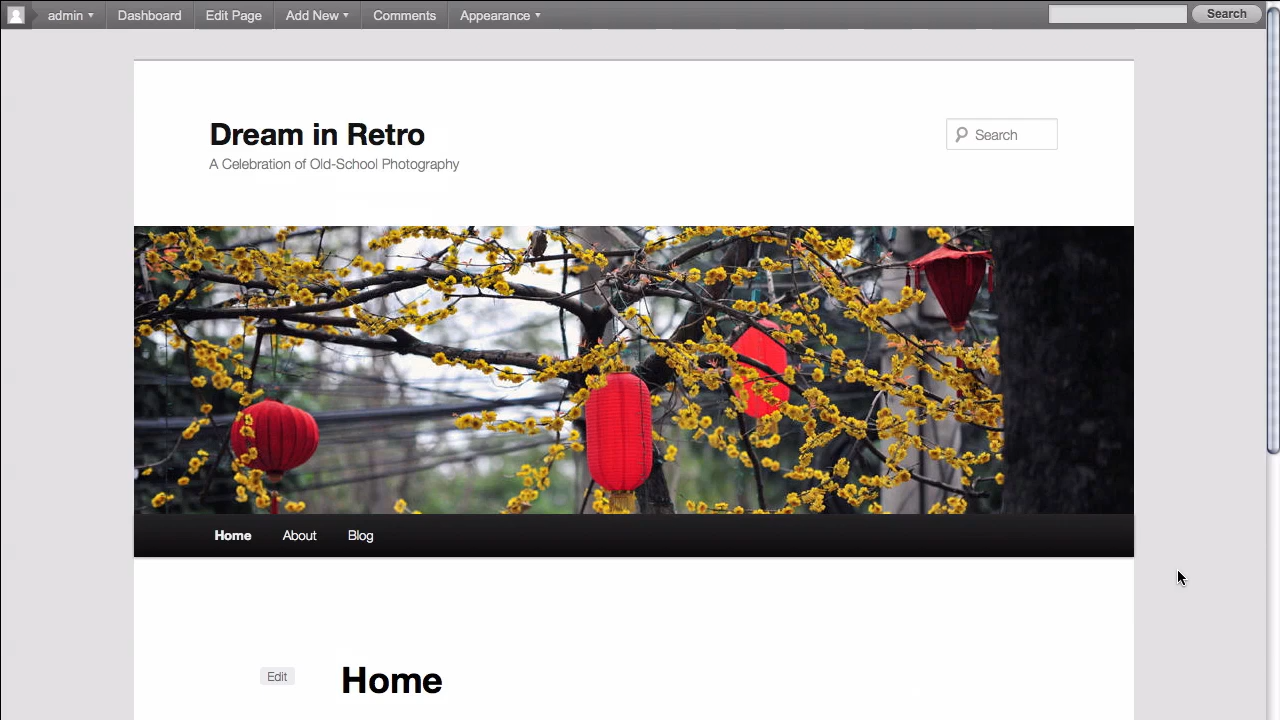 admin Dashboard Edit Page Add New Comments Appearance Search
Dream in Retro
A Celebration of Old-School Photography
Search
Home About Blog
Edit
Home